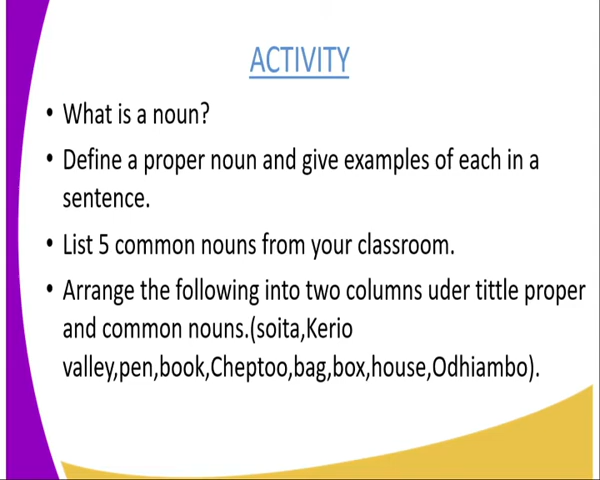 ACTIVITY
• What is a noun?
• Define a proper noun and give examples of each in a
sentence.
• List 5 common nouns from your classroom.
• Arrange the following into two columns uder tittle proper
and common nouns.(soita,Kerio
valley,pen,book,Cheptoo,bag,box,house,Odhiambo).